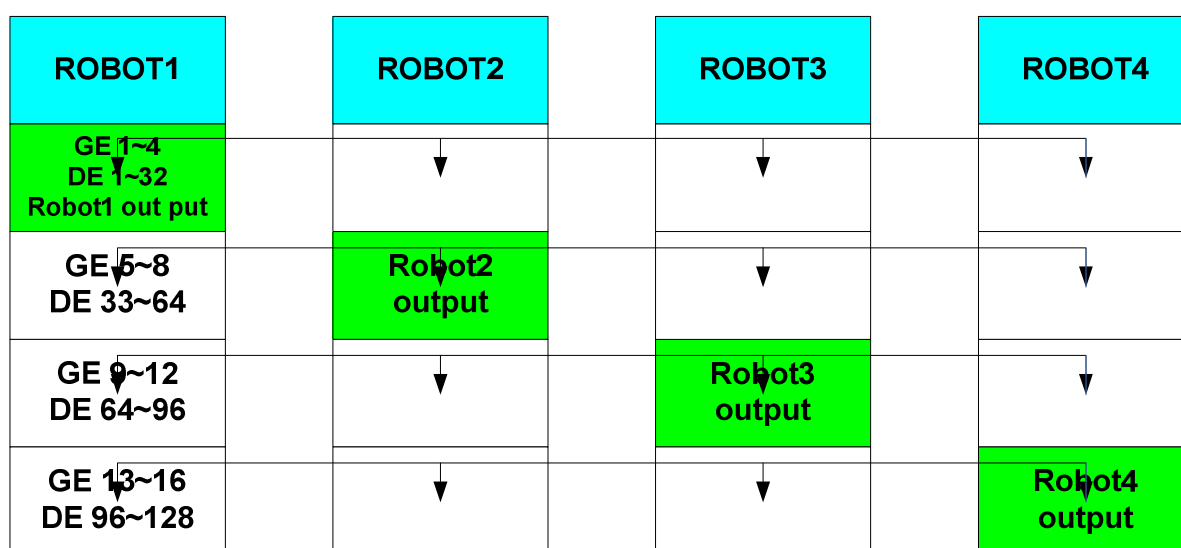 ROBOT1
ROBOT2
ROBOT3
ROBOT4
GE 1~4
DE 1~32
Robot1 out put
GE 5~8
DE 33~64
Robot2
output
GE 9~12
DE 64~96
Robot3
output
GE 13~16
DE 96~128
Robot4
output